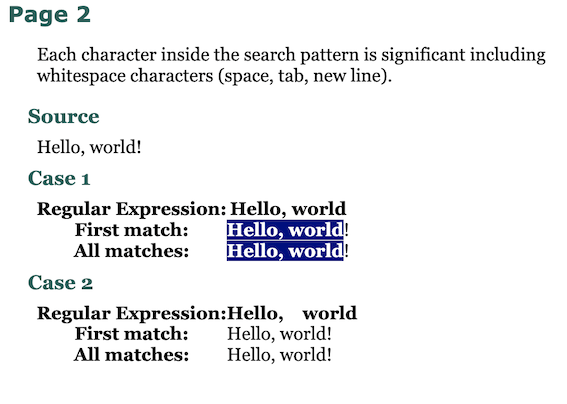 Page 2
Each character inside the search pattern is significant including
whitespace characters (space, tab, new line).
Source
Hello, world!
Case 1
Regular Expression: Hello, world
First match: Hello, world!
All matches: Hello, world!
Case 2
Regular Expression:Hello,   world
First match: Hello, world!
All matches: Hello, world!